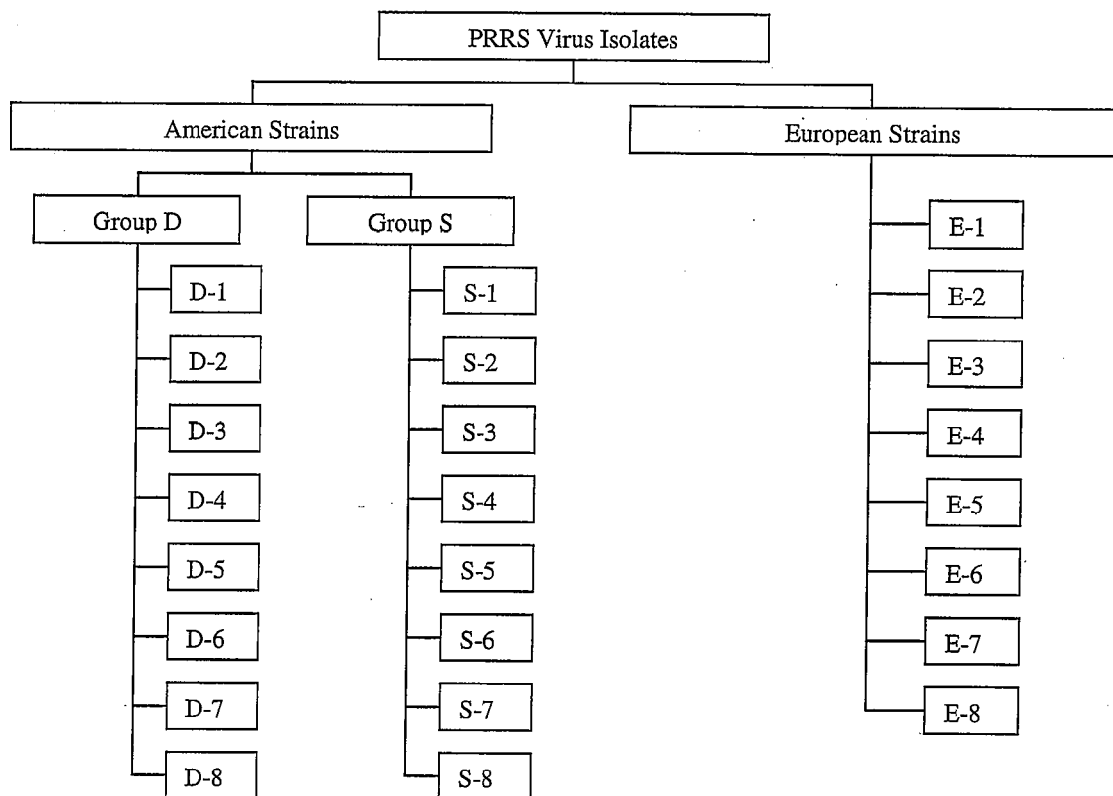 PRRS Virus Isolates
American Strains
European Strains
Group D
Group S
D-1
D-2
D-3
D-4
D-5
D-6
D-7
D-8
S-1
S-2
S-3
S-4
S-5
S-6
S-7
S-8
E-1
E-2
E-3
E-4
E-5
E-6
E-7
E-8